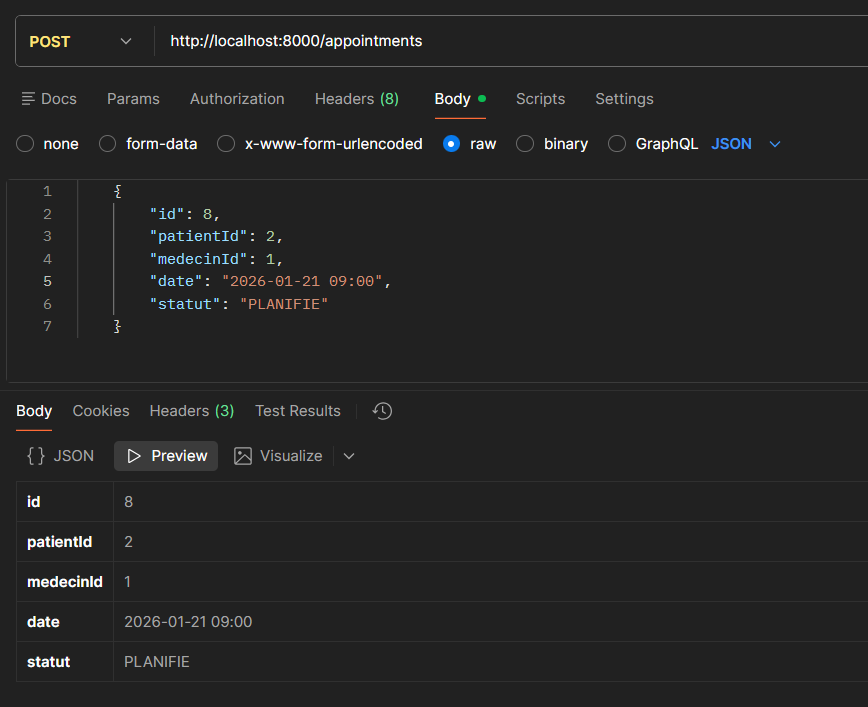 POST http://localhost:8000/appointments
Docs Params Authorization Headers (8) Body Scripts Settings
none form-data x-www-form-urlencoded raw binary GraphQL JSON
1 {
2 "id": 8,
3 "patientId": 2,
4 "medecinId": 1,
5 "date": "2026-01-21 09:00",
6 "statut": "PLANIFIE"
7 }
Body Cookies Headers (3) Test Results
{} JSON Preview Visualize
id 8
patientId 2
medecinId 1
date 2026-01-21 09:00
statut PLANIFIE